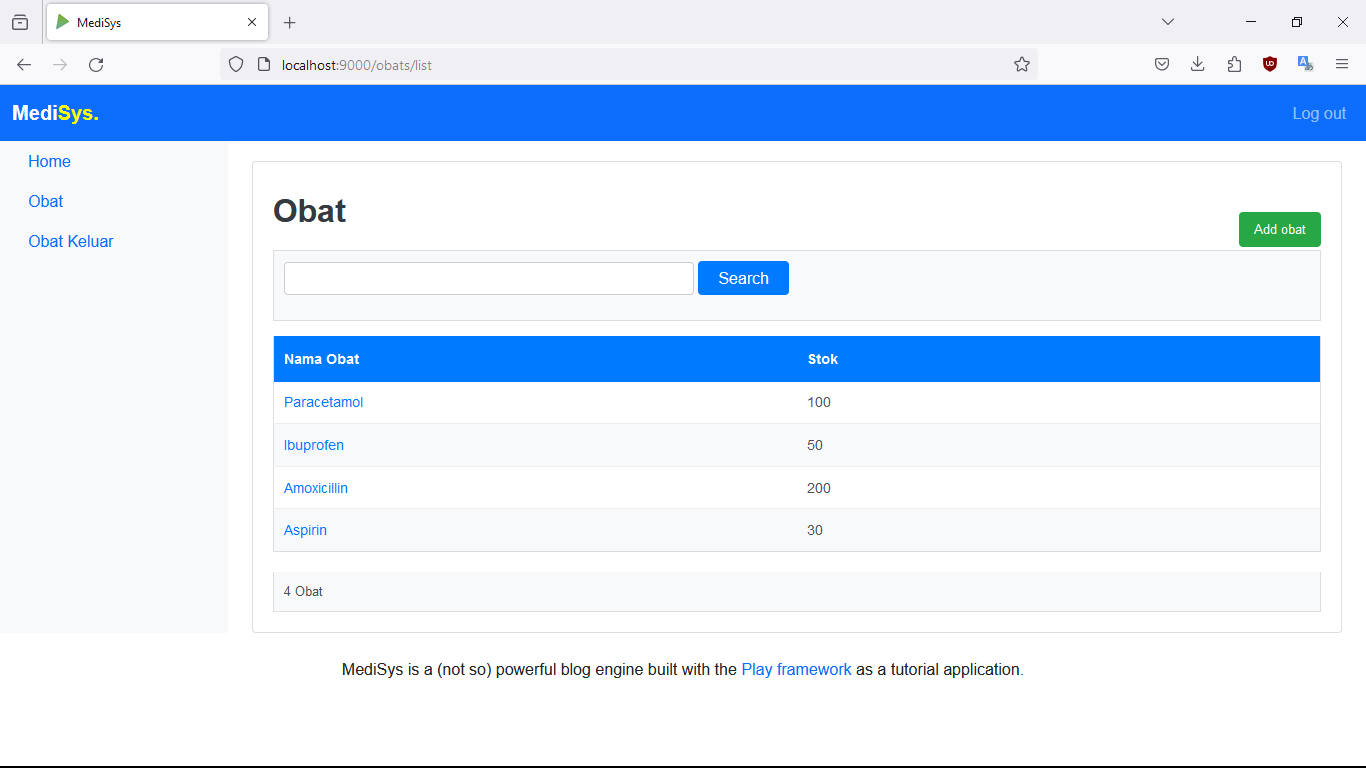 MediSys
localhost:9000/obats/list
MediSys.
Log out
Home
Obat
Obat Keluar
Obat
Add obat
Search
Nama Obat Stok
Paracetamol 100
Ibuprofen 50
Amoxicillin 200
Aspirin 30
4 Obat
MediSys is a (not so) powerful blog engine built with the Play framework as a tutorial application.